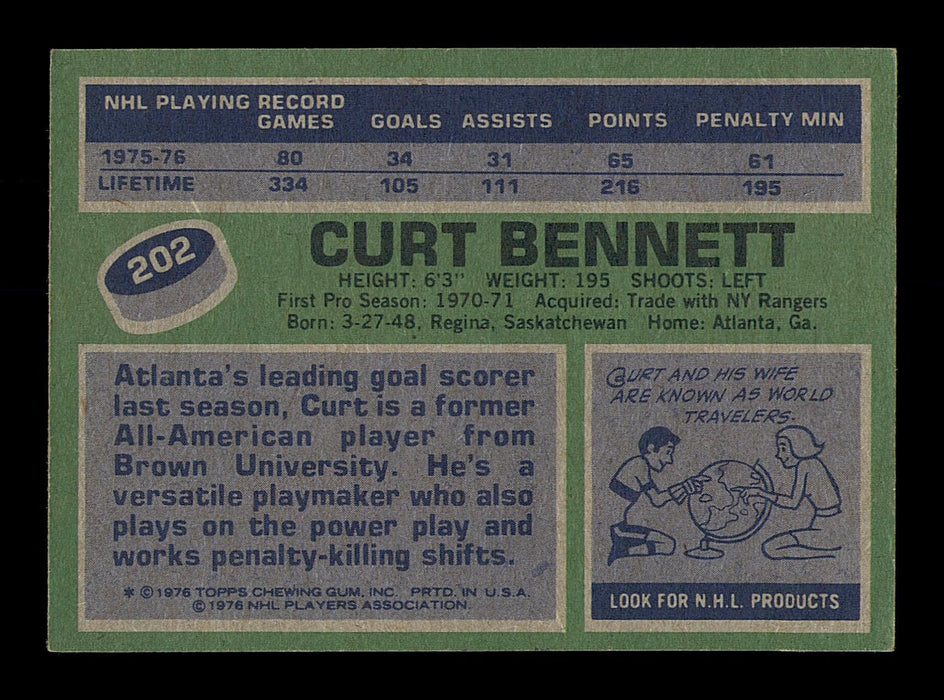 NHL PLAYING RECORD
GAMES GOALS ASSISTS POINTS PENALTY MIN
1975-76 80 34 31 65 61
LIFETIME 334 105 111 216 195
202
CURT BENNETT
HEIGHT: 6'3" WEIGHT: 195 SHOOTS: LEFT
First Pro Season: 1970-71 Acquired: Trade with NY Rangers
Born: 3-27-48, Regina, Saskatchewan Home: Atlanta, Ga.
Atlanta's leading goal scorer
last season, Curt is a former
All-American player from
Brown University. He's a
versatile playmaker who also
plays on the power play and
works penalty-killing shifts.
* © 1976 TOPPS CHEWING GUM, INC. PRTD. IN U.S.A.
© 1976 NHL PLAYERS ASSOCIATION.
CURT AND HIS WIFE
ARE KNOWN AS WORLD
TRAVELERS.
LOOK FOR N.H.L. PRODUCTS